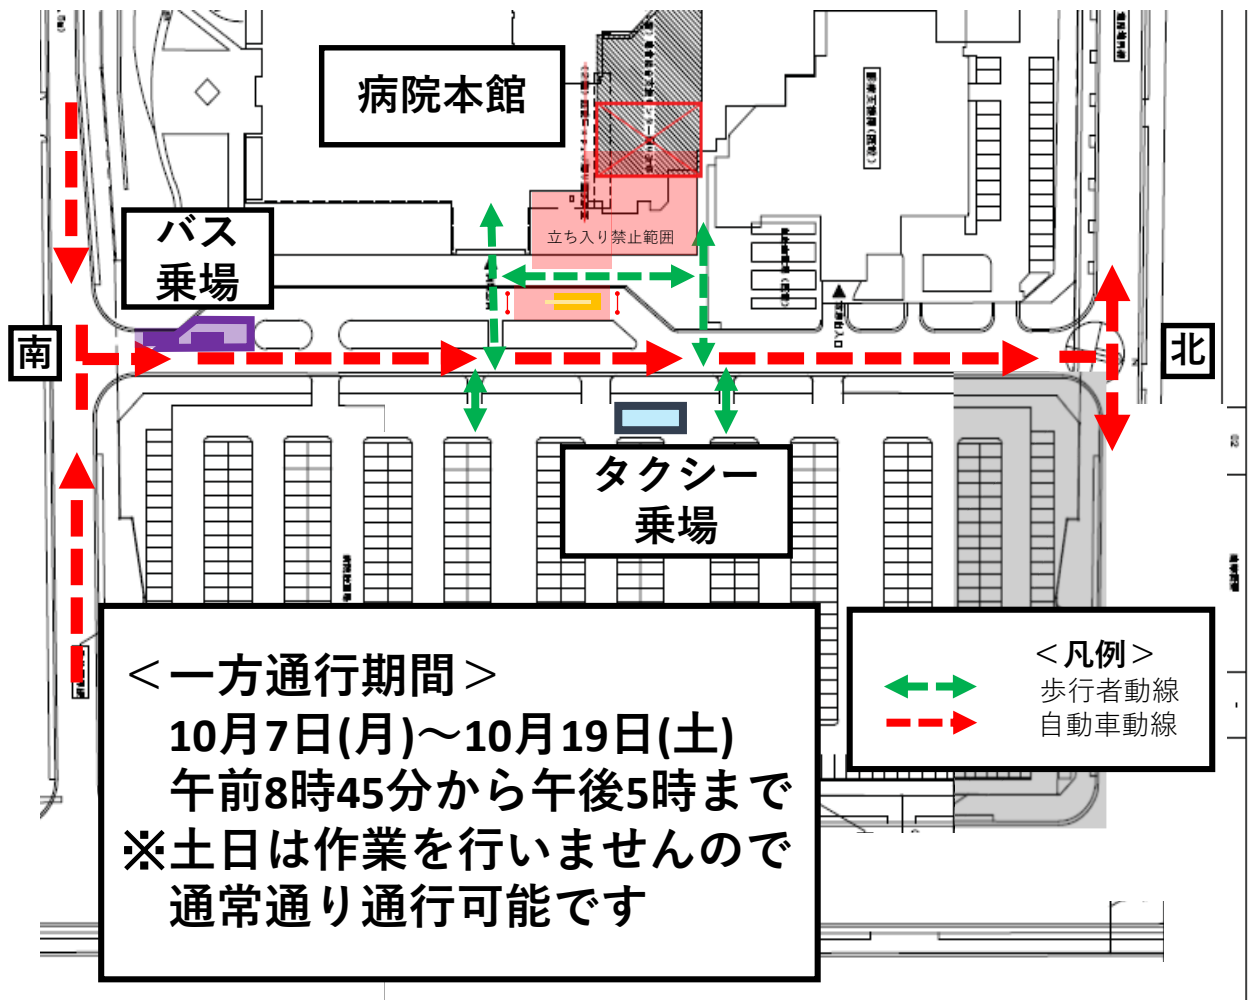 病院本館
バス
乗場
立ち入り禁止範囲
南
北
タクシー
乗場
＜一方通行期間＞
10月7日(月)～10月19日(土)
午前8時45分から午後5時まで
※土日は作業を行いませんので
通常通り通行可能です
＜凡例＞
歩行者動線
自動車動線